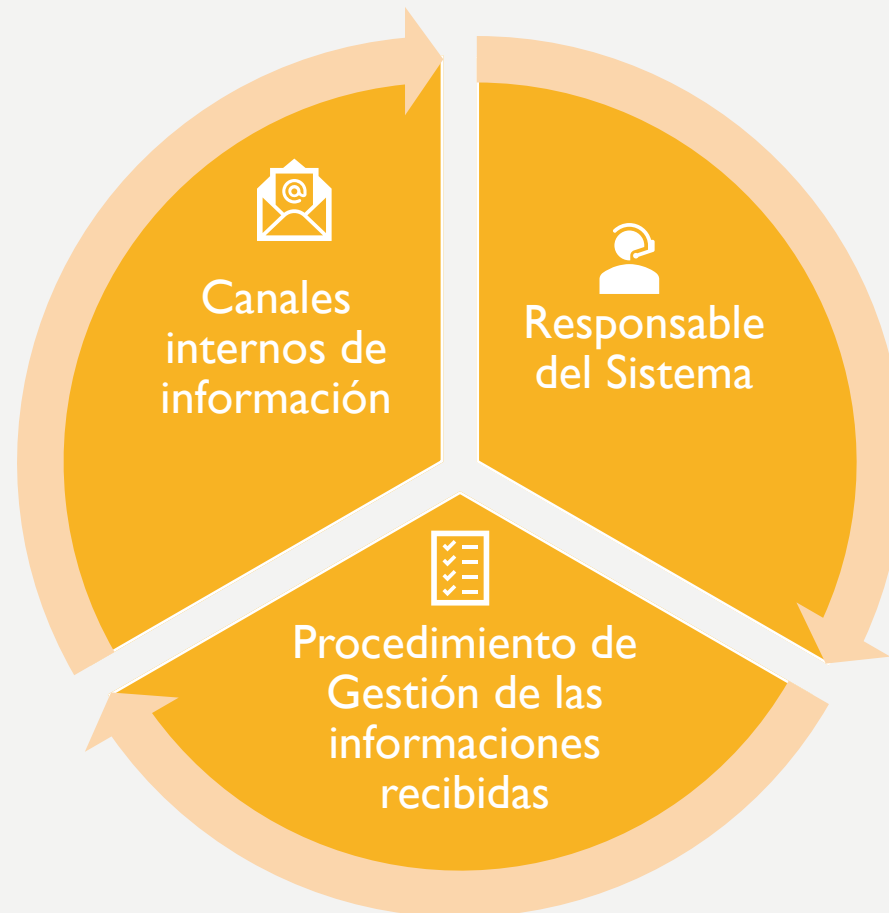 Canales
internos de
información
Responsable
del Sistema
Procedimiento de
Gestión de las
informaciones
recibidas